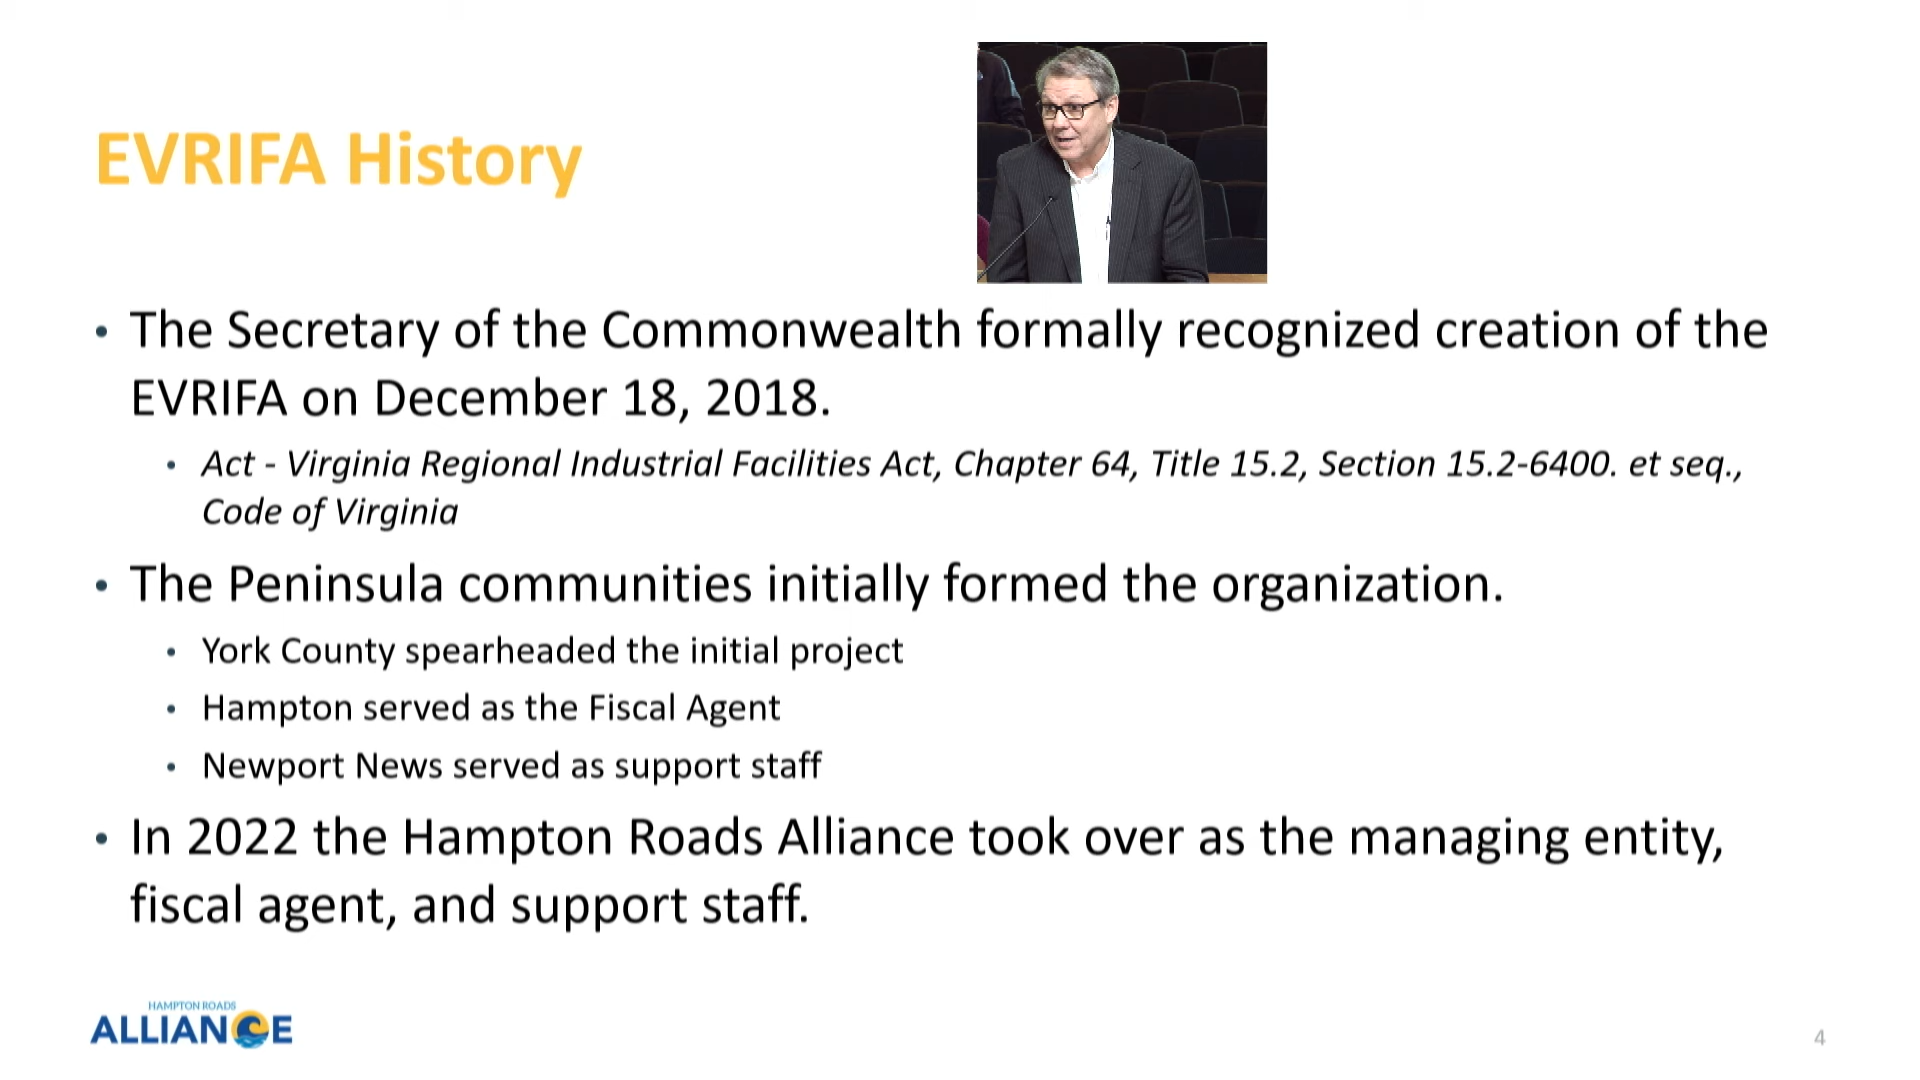 EVRIFA History
• The Secretary of the Commonwealth formally recognized creation of the
EVRIFA on December 18, 2018.
• Act - Virginia Regional Industrial Facilities Act, Chapter 64, Title 15.2, Section 15.2-6400. et seq.,
Code of Virginia
• The Peninsula communities initially formed the organization.
• York County spearheaded the initial project
• Hampton served as the Fiscal Agent
• Newport News served as support staff
• In 2022 the Hampton Roads Alliance took over as the managing entity,
fiscal agent, and support staff.
HAMPTON ROADS
ALLIANCE
4